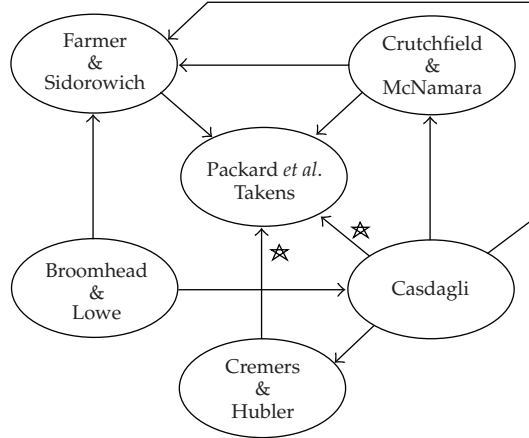 Farmer
&
Sidorowich
Crutchfield
&
McNamara
Packard et al.
Takens
Broomhead
&
Lowe
Casdagli
Cremers
&
Hubler